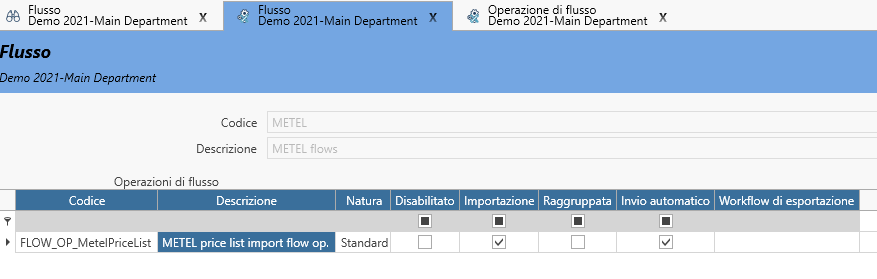 Flusso
Demo 2021-Main Department X
Flusso
Demo 2021-Main Department X
Operazione di flusso
Demo 2021-Main Department X
Flusso
Demo 2021-Main Department
Codice METEL
Descrizione METEL flows
Operazioni di flusso
Codice Descrizione Natura Disabilitato Importazione Raggruppata Invio automatico Workflow di esportazione
FLOW_OP_MetelPriceList METEL price list import flow op. Standard